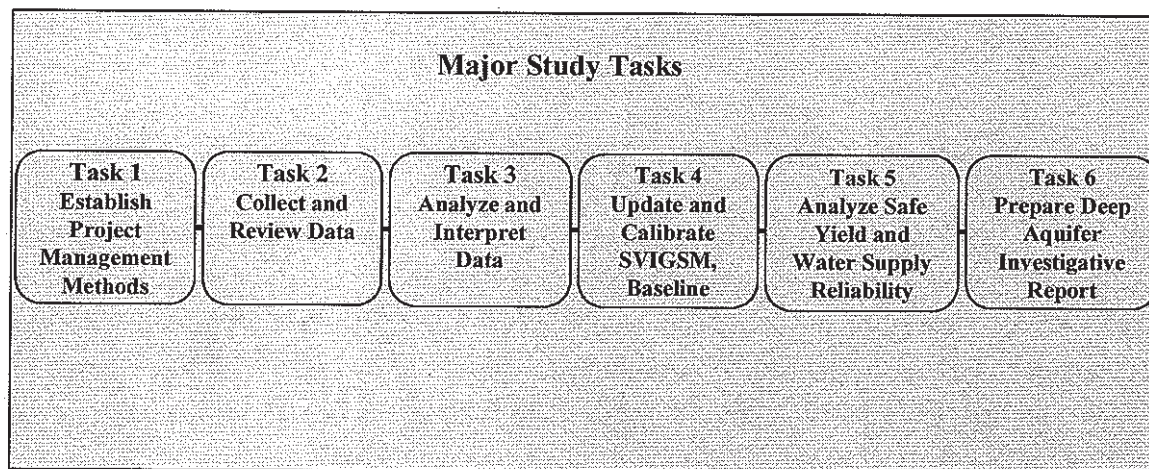 Major Study Tasks
Task 1
Establish
Project
Management
Methods
Task 2
Collect and
Review Data
Task 3
Analyze and
Interpret
Data
Task 4
Update and
Calibrate
SVIGSM,
Baseline
Task 5
Analyze Safe
Yield and
Water Supply
Reliability
Task 6
Prepare Deep
Aquifer
Investigative
Report